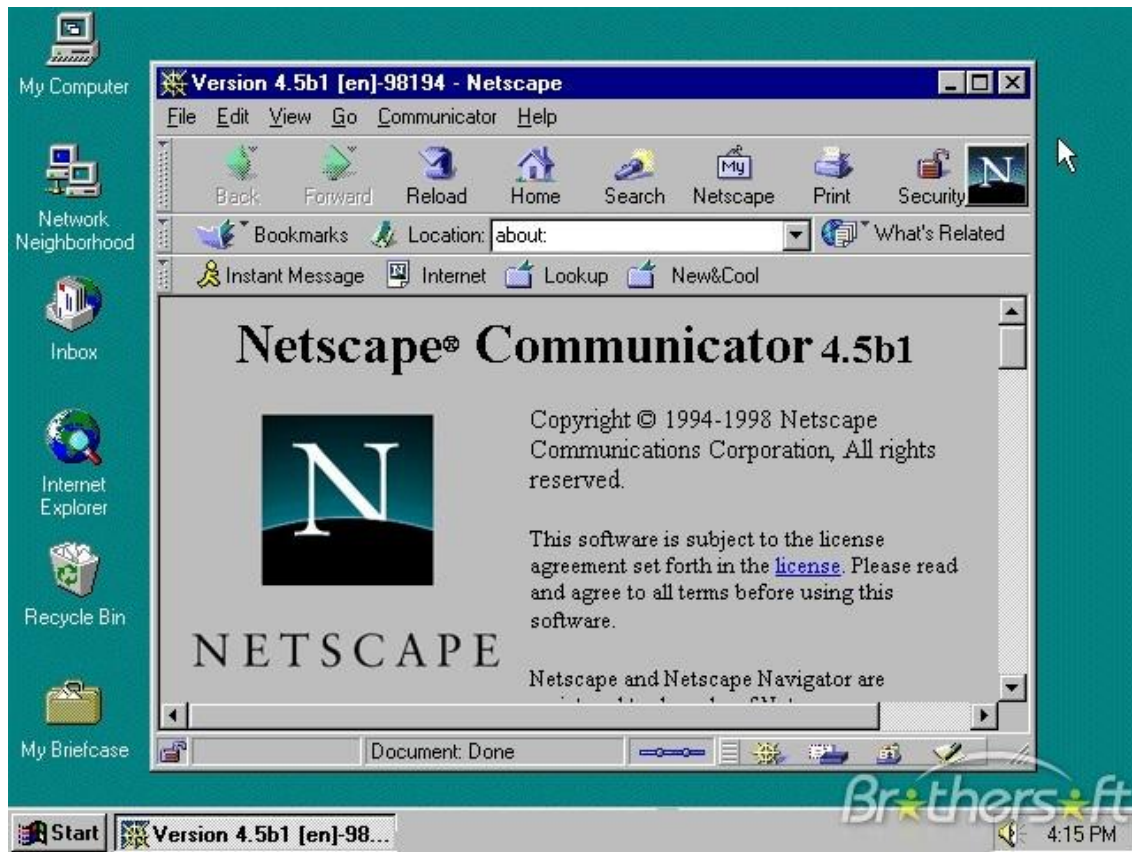 My Computer
Network
Neighborhood
Inbox
Internet
Explorer
Recycle Bin
My Briefcase
Version 4.5b1 [en]-98194 - Netscape
File Edit View Go Communicator Help
My
Back Forward Reload Home Search Netscape Print Security
N
Bookmarks Location: about: What's Related
Instant Message Internet Lookup New&Cool
Netscape® Communicator 4.5b1
N
NETSCAPE
Copyright © 1994-1998 Netscape
Communications Corporation, All rights
reserved.
This software is subject to the license
agreement set forth in the license. Please read
and agree to all terms before using this
software.
Netscape and Netscape Navigator are
Document: Done
Brothersoft
Start Version 4.5b1 [en]-98... 4:15 PM